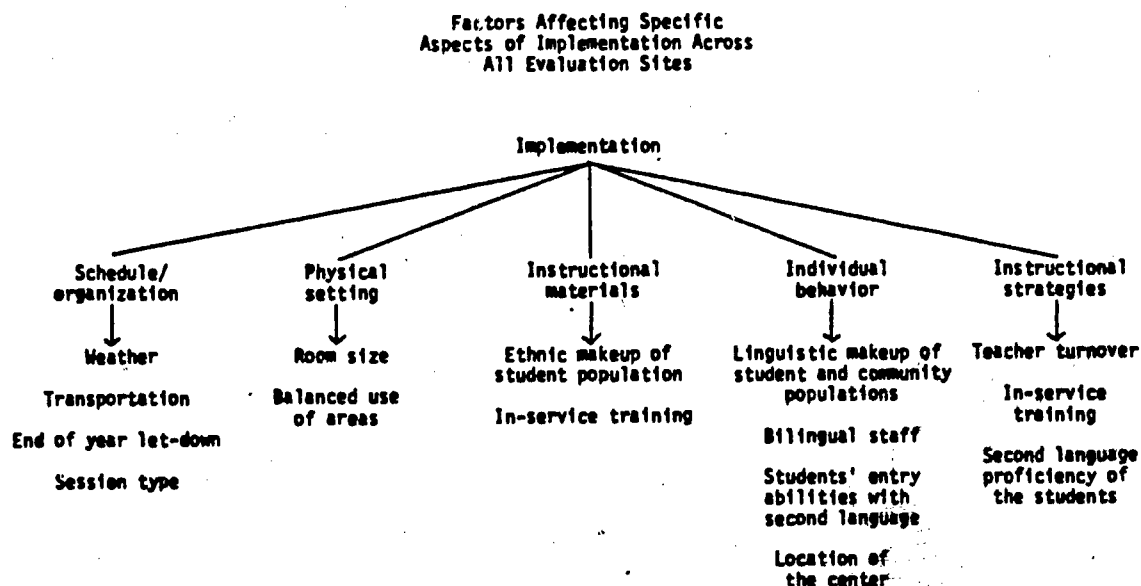 Factors Affecting Specific
Aspects of Implementation Across
All Evaluation Sites
Implementation
Schedule/
organization
Weather
Transportation
End of year let-down
Session type
Physical
setting
Room size
Balanced use
of areas
Instructional
materials
Ethnic makeup of
student population
In-service training
Individual
behavior
Linguistic makeup of
student and community
populations
Bilingual staff
Students' entry
abilities with
second language
Location of
the center
Instructional
strategies
Teacher turnover
In-service
training
Second language
proficiency of
the students